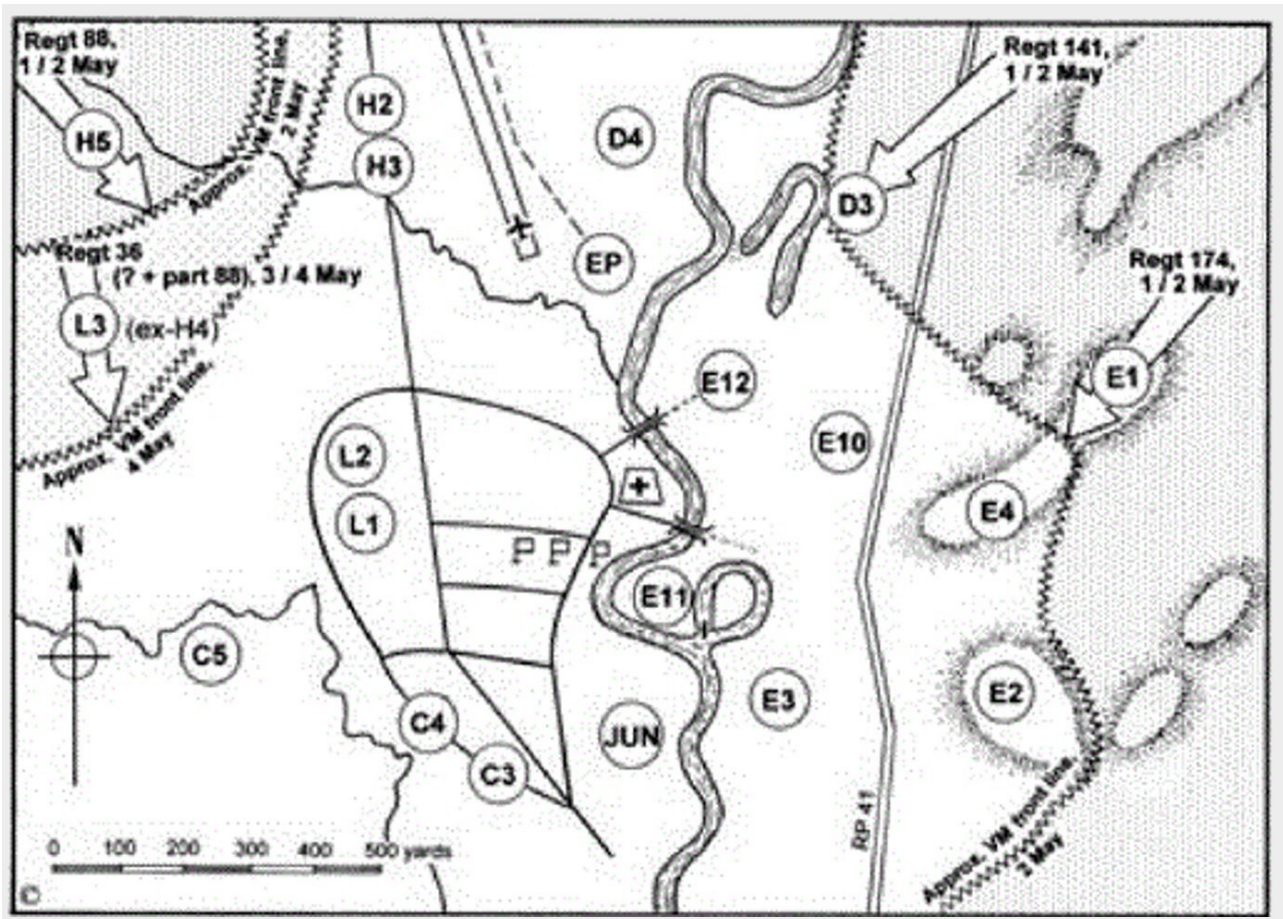 Regt 88,
1 / 2 May
H2
Regt 141,
1 / 2 May
Approx. VM front line,
2 May
H5
D4
H3
D3
Regt 36
(? + part 88), 3 / 4 May
EP
Regt 174,
1 / 2 May
L3
(ex-H4)
E12
E1
Approx. VM front line,
4 May
L2
E10
L1
E4
N
E11
C5
E3
E2
C4
JUN
C3
RP 41
Approx. VM front line,
2 May
0 100 200 300 400 500 yards
©